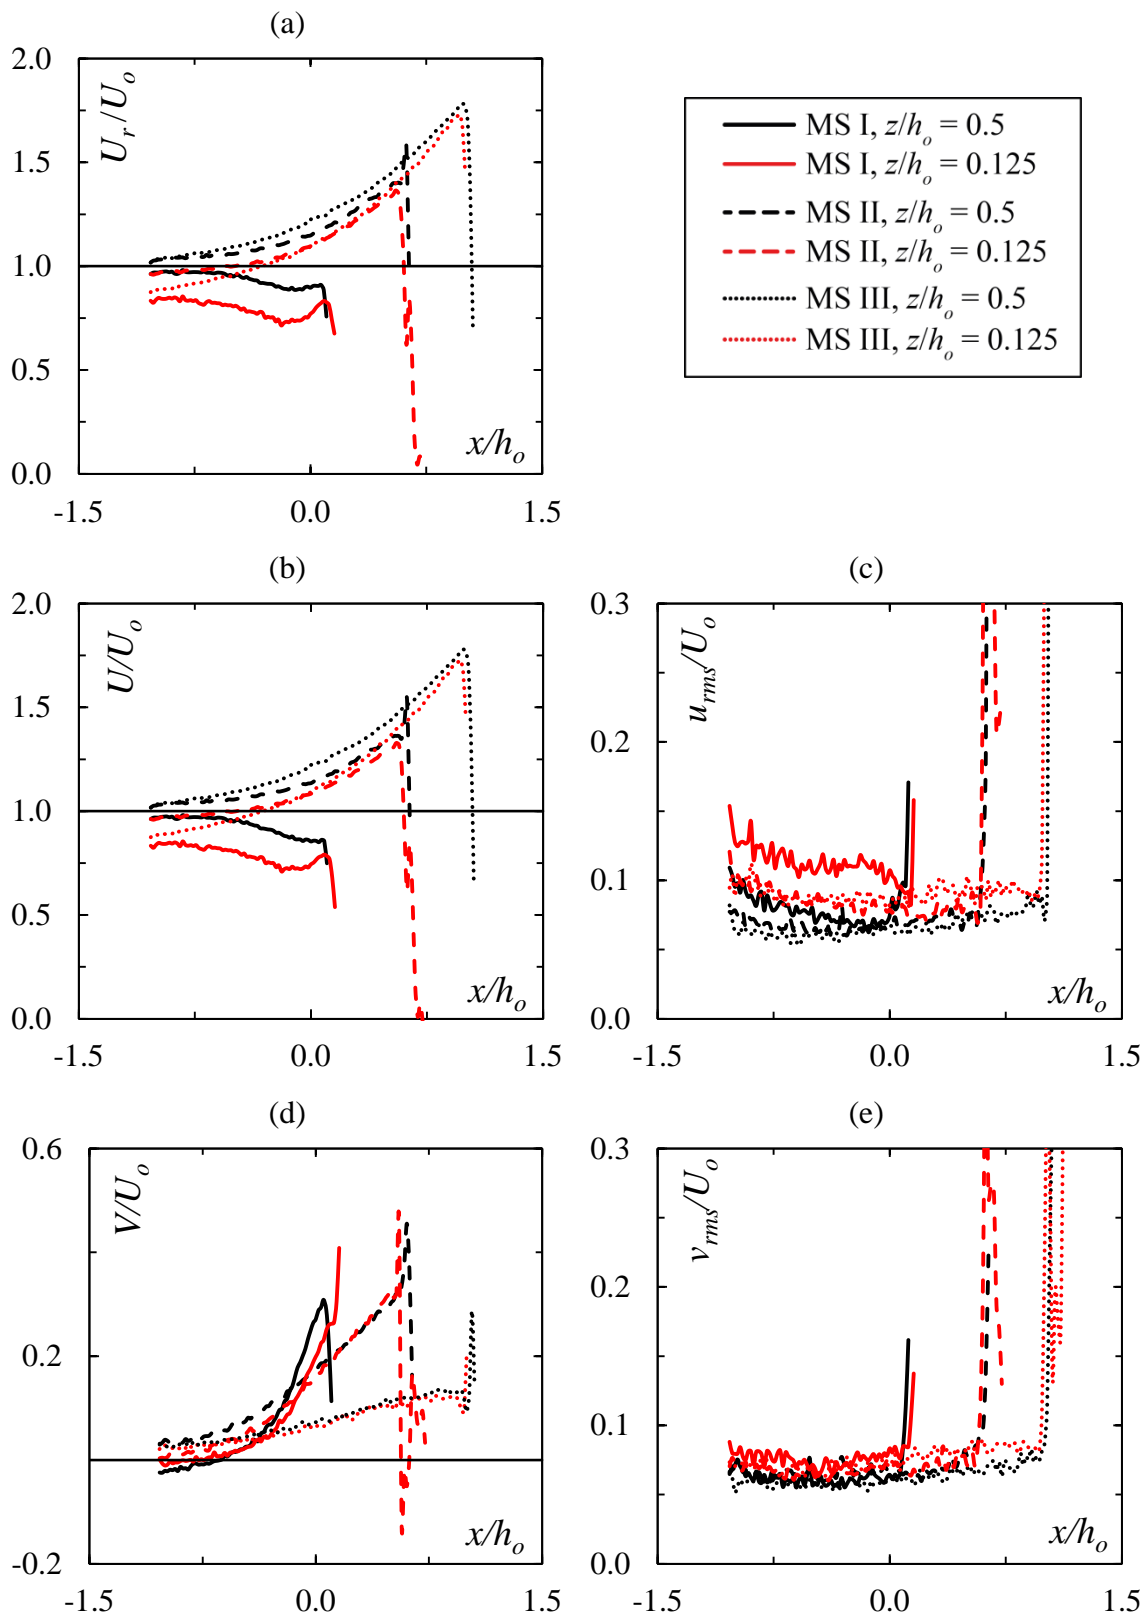 (a)
2.0
1.5
1.0
0.5
0.0
U_r/U_o
x/h_o
-1.5 0.0 1.5
MS I, z/h_o = 0.5
MS I, z/h_o = 0.125
MS II, z/h_o = 0.5
MS II, z/h_o = 0.125
MS III, z/h_o = 0.5
MS III, z/h_o = 0.125
(b)
2.0
1.5
1.0
0.5
0.0
U/U_o
x/h_o
-1.5 0.0 1.5
(c)
0.3
0.2
0.1
0.0
u_rms/U_o
x/h_o
-1.5 0.0 1.5
(d)
0.6
0.2
-0.2
V/U_o
x/h_o
-1.5 0.0 1.5
(e)
0.3
0.2
0.1
0.0
v_rms/U_o
x/h_o
-1.5 0.0 1.5